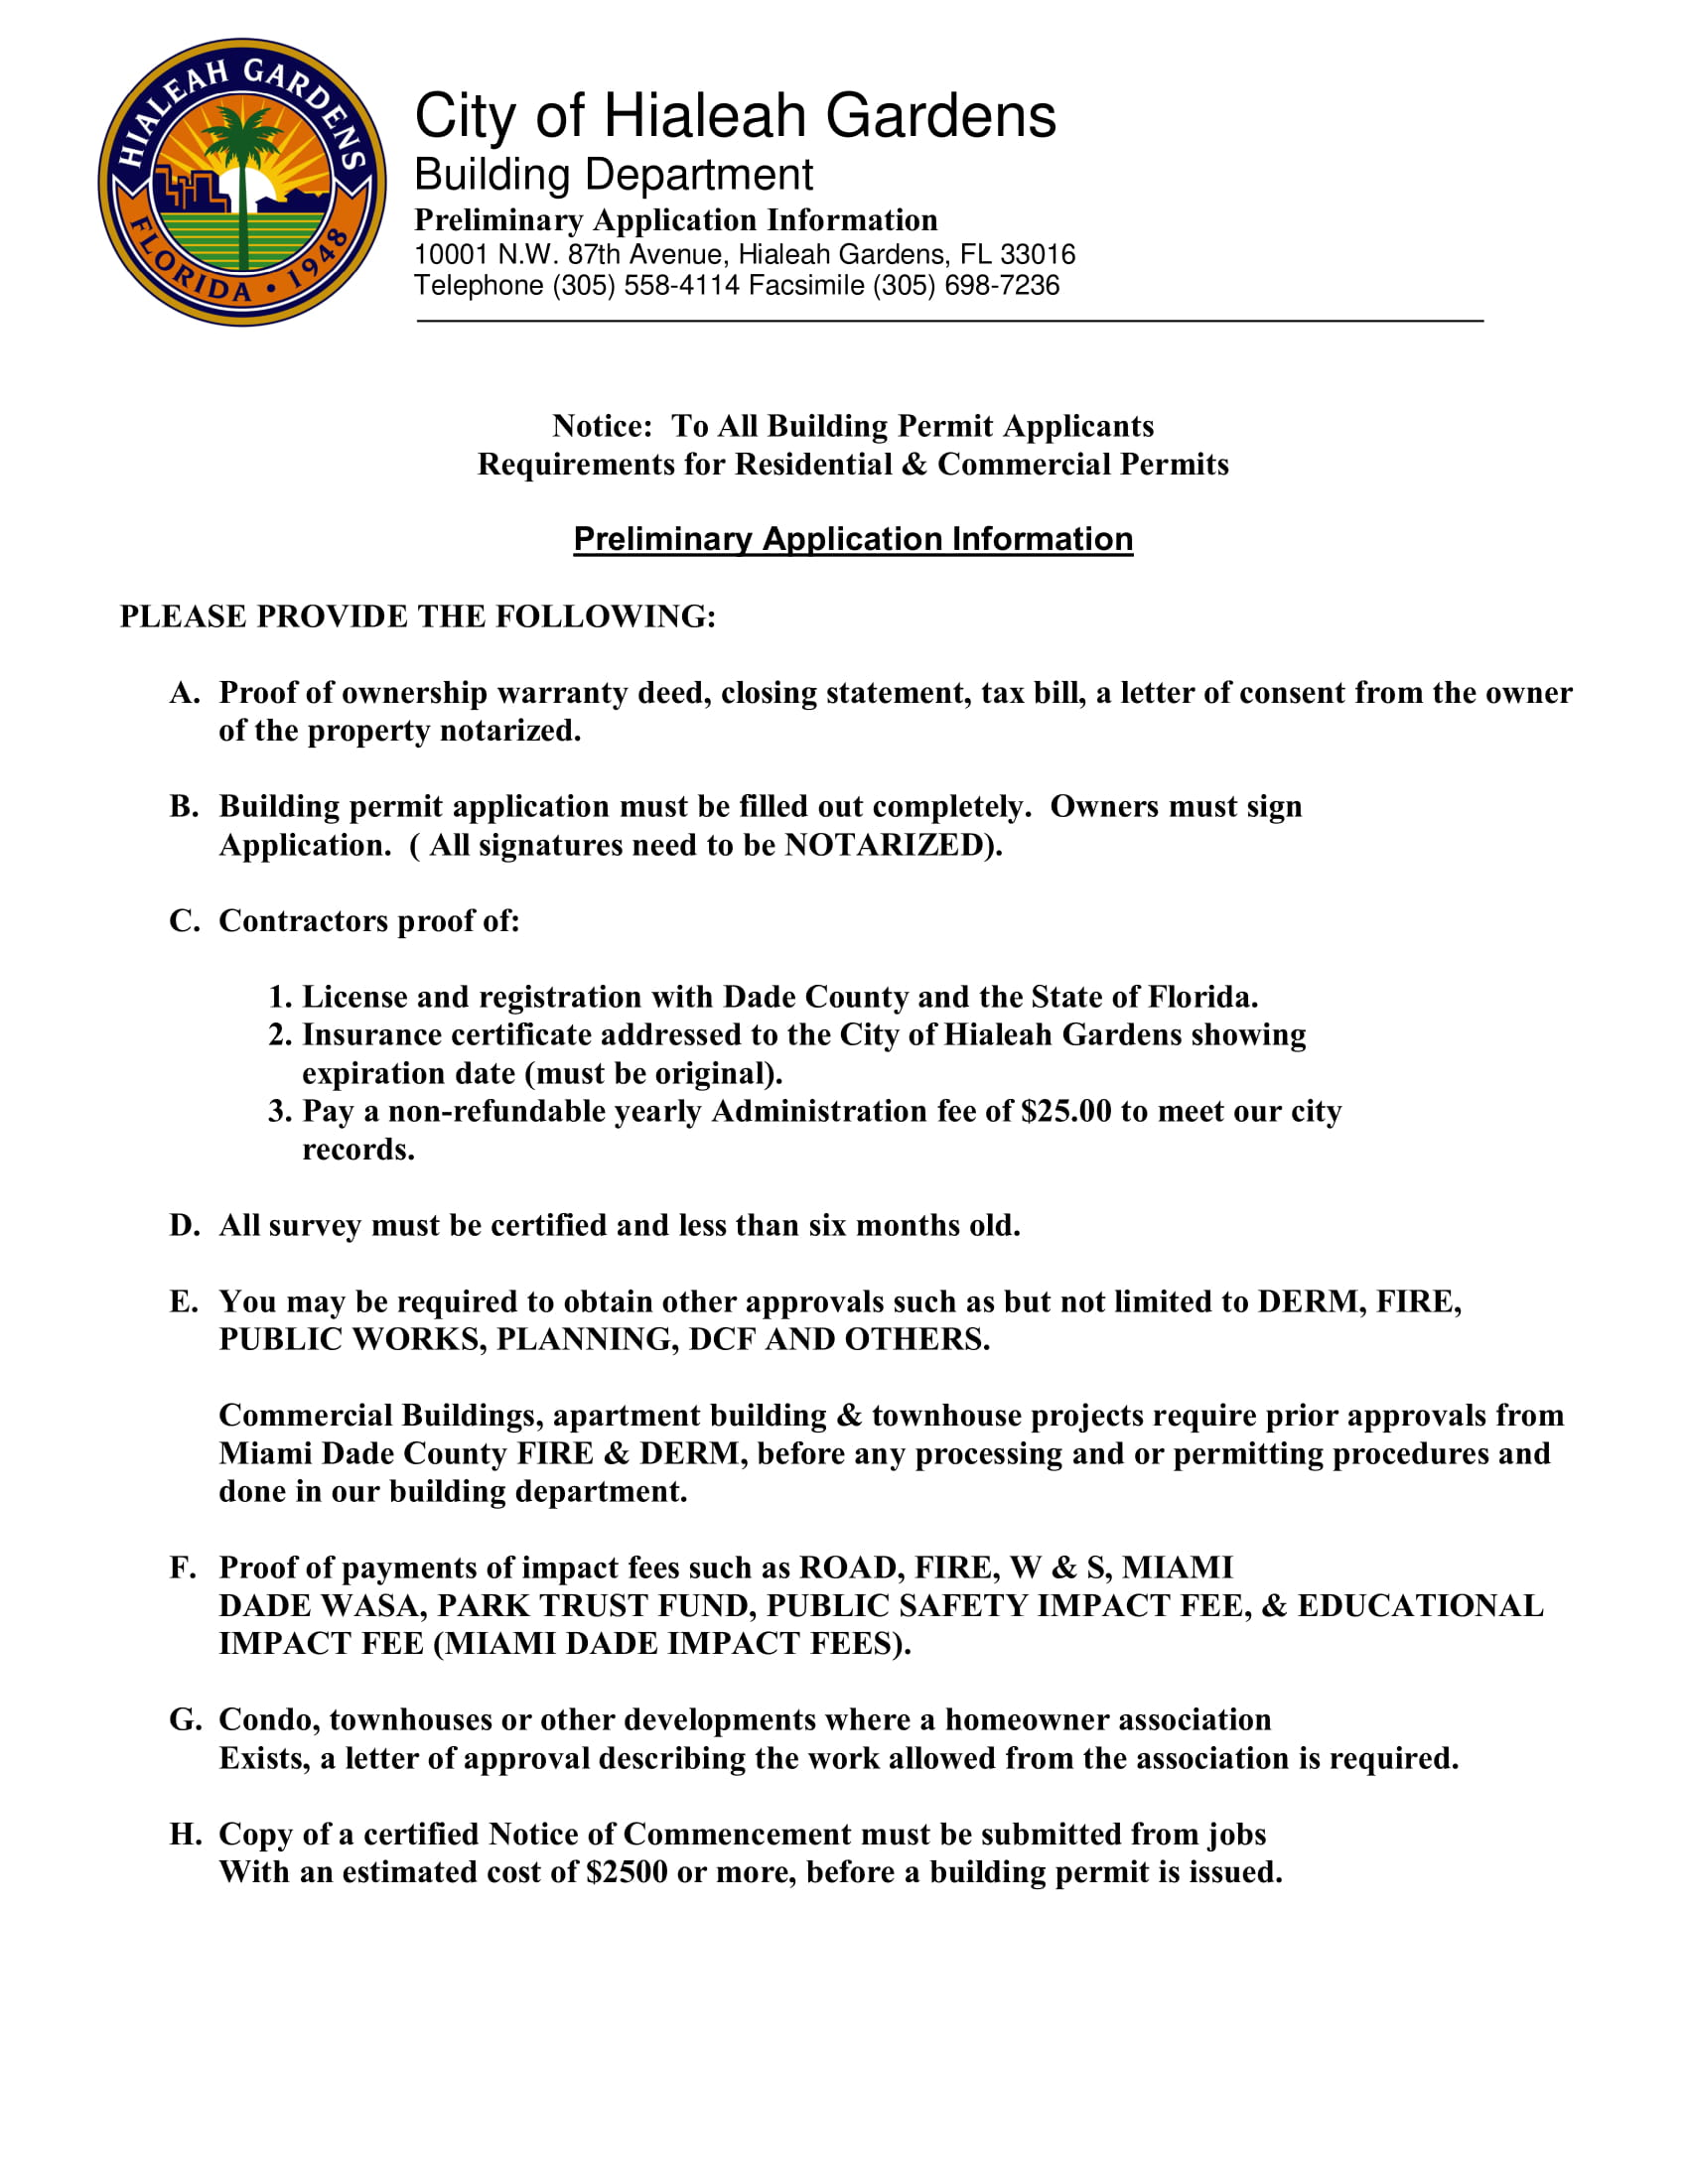 HIALEAH GARDENS
FLORIDA • 1948
City of Hialeah Gardens
Building Department
Preliminary Application Information
10001 N.W. 87th Avenue, Hialeah Gardens, FL 33016
Telephone (305) 558-4114 Facsimile (305) 698-7236
Notice: To All Building Permit Applicants
Requirements for Residential & Commercial Permits
Preliminary Application Information
PLEASE PROVIDE THE FOLLOWING:
A. Proof of ownership warranty deed, closing statement, tax bill, a letter of consent from the owner
of the property notarized.
B. Building permit application must be filled out completely. Owners must sign
Application. ( All signatures need to be NOTARIZED).
C. Contractors proof of:
1. License and registration with Dade County and the State of Florida.
2. Insurance certificate addressed to the City of Hialeah Gardens showing
expiration date (must be original).
3. Pay a non-refundable yearly Administration fee of $25.00 to meet our city
records.
D. All survey must be certified and less than six months old.
E. You may be required to obtain other approvals such as but not limited to DERM, FIRE,
PUBLIC WORKS, PLANNING, DCF AND OTHERS.
Commercial Buildings, apartment building & townhouse projects require prior approvals from
Miami Dade County FIRE & DERM, before any processing and or permitting procedures and
done in our building department.
F. Proof of payments of impact fees such as ROAD, FIRE, W & S, MIAMI
DADE WASA, PARK TRUST FUND, PUBLIC SAFETY IMPACT FEE, & EDUCATIONAL
IMPACT FEE (MIAMI DADE IMPACT FEES).
G. Condo, townhouses or other developments where a homeowner association
Exists, a letter of approval describing the work allowed from the association is required.
H. Copy of a certified Notice of Commencement must be submitted from jobs
With an estimated cost of $2500 or more, before a building permit is issued.